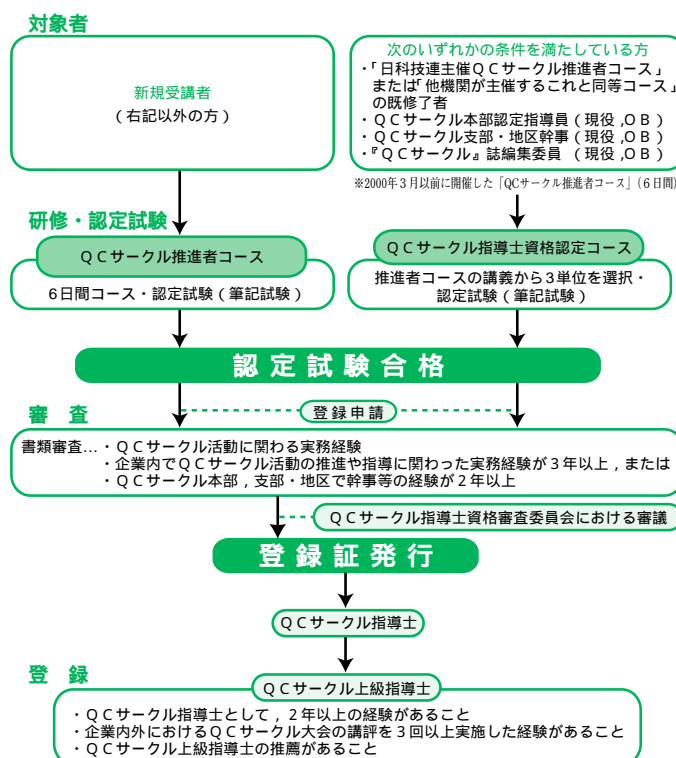 対象者
新規受講者
(右記以外の方)
次のいずれかの条件を満たしている方
・「日科技連主催QCサークル推進者コース」
または「他機関が主催するこれと同等コース」
の既修了者
・QCサークル本部認定指導員(現役,OB)
・QCサークル支部・地区幹事(現役,OB)
・『QCサークル』誌編集委員 (現役,OB)
※2000年3月以前に開催した「QCサークル推進者コース」(6日間)
研修・認定試験
QCサークル推進者コース
6日間コース・認定試験(筆記試験)
QCサークル指導士資格認定コース
推進者コースの講義から3単位を選択・
認定試験(筆記試験)
認定試験合格
審 査
登録申請
書類審査…・QCサークル活動に関わる実務経験
・企業内でQCサークル活動の推進や指導に関わった実務経験が3年以上,または
・QCサークル本部,支部・地区で幹事等の経験が2年以上
QCサークル指導士資格審査委員会における審議
登録証発行
QCサークル指導士
登 録
QCサークル上級指導士
・QCサークル指導士として,2年以上の経験があること
・企業内外におけるQCサークル大会の講評を3回以上実施した経験があること
・QCサークル上級指導士の推薦があること